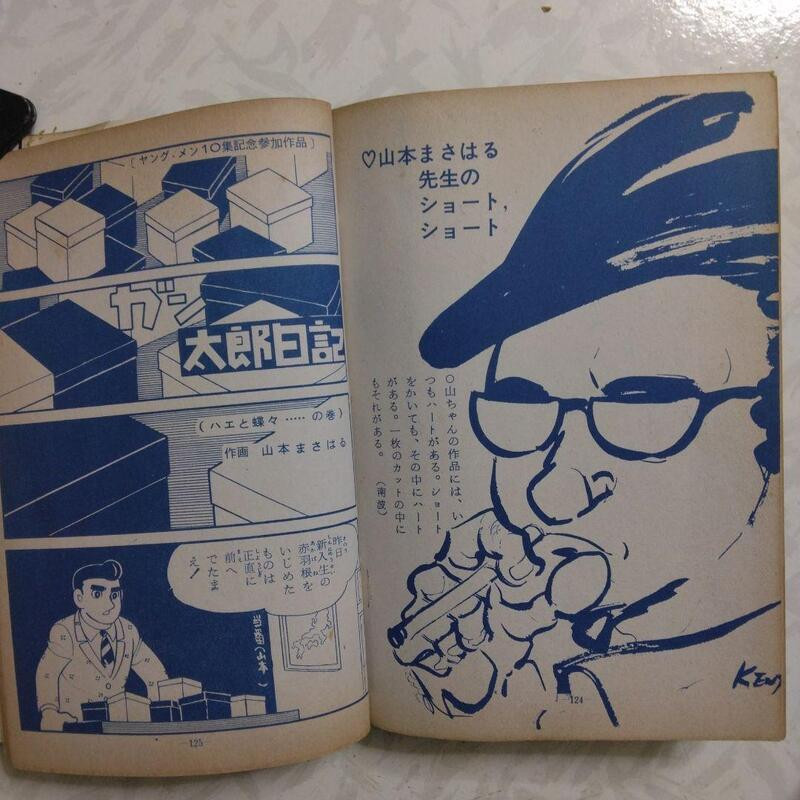 ♡山本まさはる
先生の
ショート,
ショート
○山ちゃんの作品には、い
つもハートがある。ショート
をかいても、その中にハート
がある。一枚のカットの中に
もそれがある。
(南波)
—124
[ヤング・メン10集記念参加作品]
ガン
太郎日記
(ハエと蝶々……の巻)
作画 山本まさはる
昨日
新入生の
赤羽根を
いじめた
ものは
正直に
前へ
でたま
え!
当番(山本)
—125—